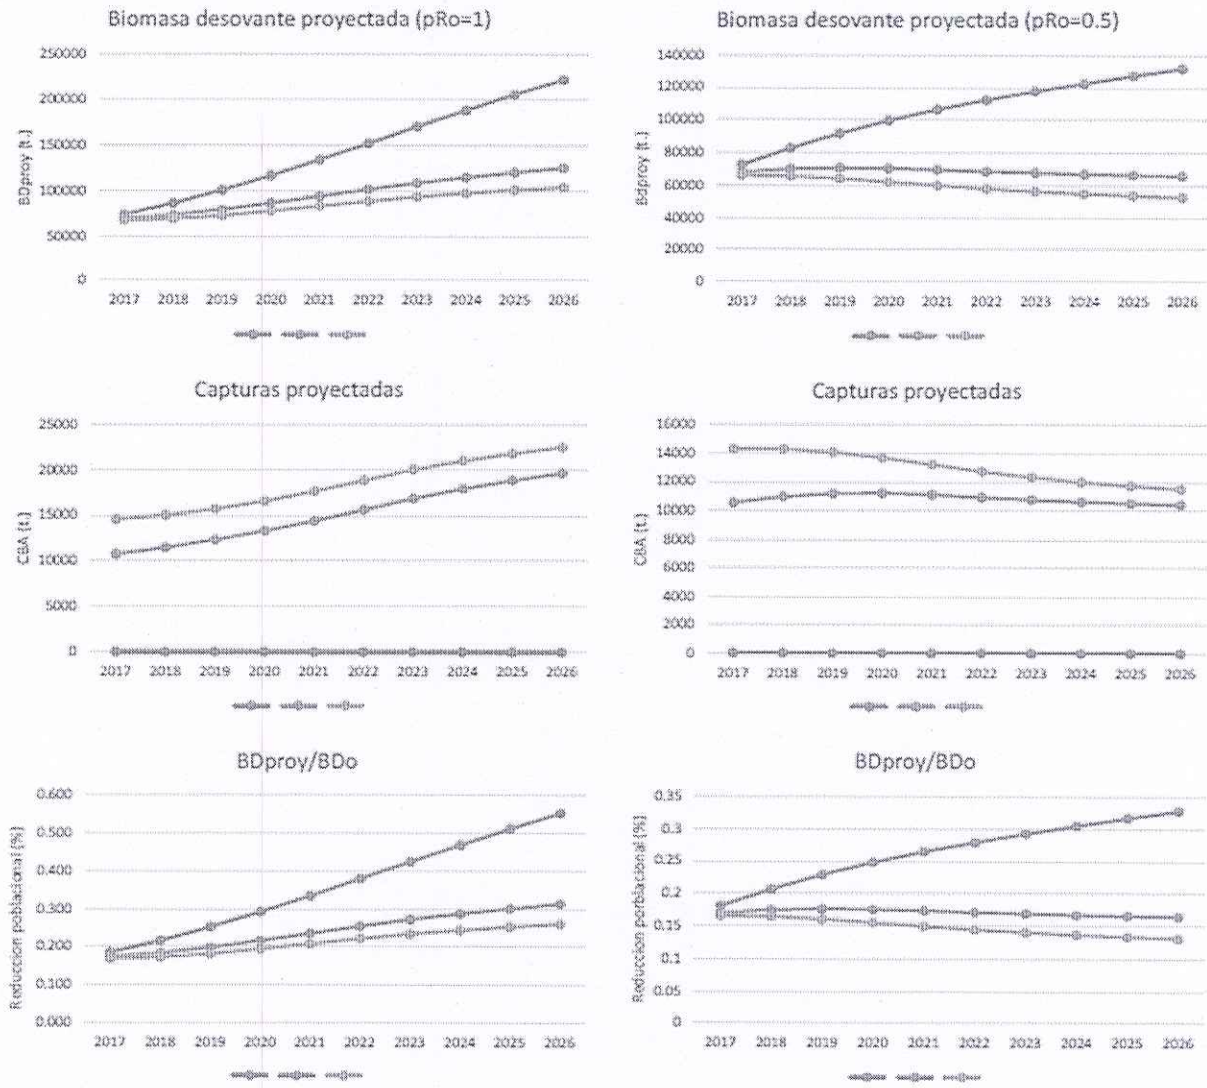 Biomasa desovante proyectada (pRo=1)
250000
200000
150000
100000
50000
0
BDproy (t.)
2017 2018 2019 2020 2021 2022 2023 2024 2025 2026
Biomasa desovante proyectada (pRo=0.5)
140000
120000
100000
80000
60000
40000
20000
0
Bdproy (t.)
2017 2018 2019 2020 2021 2022 2023 2024 2025 2026
Capturas proyectadas
25000
20000
15000
10000
5000
0
CBA (t.)
2017 2018 2019 2020 2021 2022 2023 2024 2025 2026
Capturas proyectadas
16000
14000
12000
10000
8000
6000
4000
2000
0
CBA (t.)
2017 2018 2019 2020 2021 2022 2023 2024 2025 2026
BDproy/BDo
0.600
0.500
0.400
0.300
0.200
0.100
0.000
Reduccion poblacional (%)
2017 2018 2019 2020 2021 2022 2023 2024 2025 2026
BDproy/BDo
0.35
0.3
0.25
0.2
0.15
0.1
0.05
0
Reduccion porblacional (%)
2017 2018 2019 2020 2021 2022 2023 2024 2025 2026